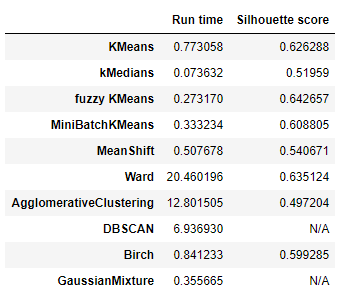 Run time Silhouette score
KMeans 0.773058 0.626288
kMedians 0.073632 0.51959
fuzzy KMeans 0.273170 0.642657
MiniBatchKMeans 0.333234 0.608805
MeanShift 0.507678 0.540671
Ward 20.460196 0.635124
AgglomerativeClustering 12.801505 0.497204
DBSCAN 6.936930 N/A
Birch 0.841233 0.599285
GaussianMixture 0.355665 N/A